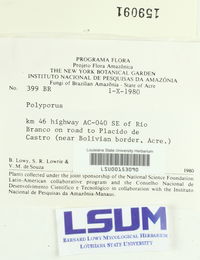 159091
PROGRAMA FLORA
Projeto Flora Amazônica
THE NEW YORK BOTANICAL GARDEN
INSTITUTO NACIONAL DE PESQUISAS DA AMAZÔNIA
Fungi of Brazilian Amazonia - State of Acre
No. 399 BR 1-X-1980
Polyporus
km 46 highway AC-040 SE of Rio
Branco on road to Placido de
Castro (near Bolivian border, Acre.)
Louisiana State University Herbarium
LSU00153090
B. Lowy, S. R. Lowrie &
V. M. de Souza 1980
Plants collected under the joint sponsorship of the National Science Foundation
Latin-American collaborative program and the Conselho Nacional de
Desenvolvimento Científico e Tecnológico in collaboration with the Instituto
Nacional de Pesquisas da Amazônia-Manaus.
LSUM
BERNARD LOWY MYCOLOGICAL HERBARIUM
LOUISIANA STATE UNIVERSITY